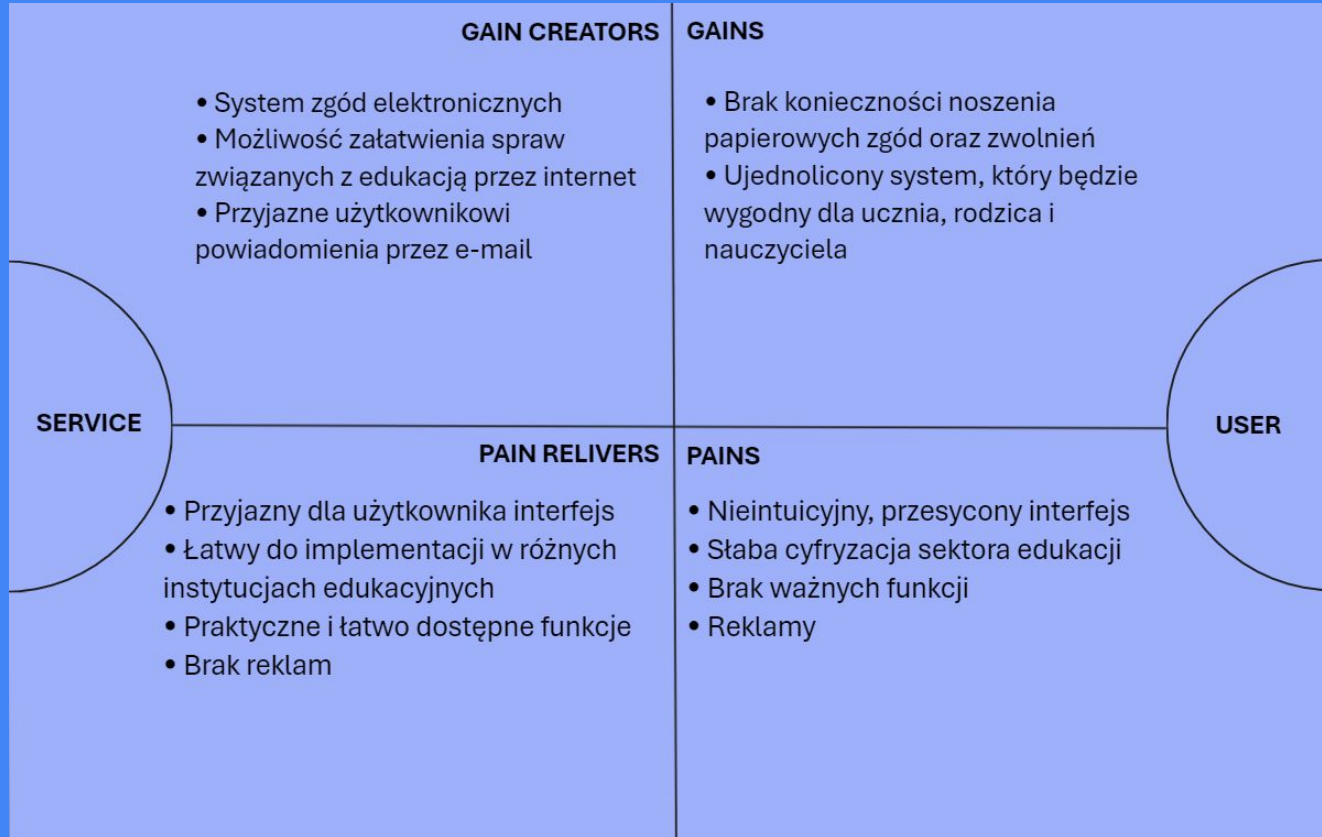 GAIN CREATORS
• System zgód elektronicznych
• Możliwość załatwienia spraw
związanych z edukacją przez internet
• Przyjazne użytkownikowi
powiadomienia przez e-mail
GAINS
• Brak konieczności noszenia
papierowych zgód oraz zwolnień
• Ujednolicony system, który będzie
wygodny dla ucznia, rodzica i
nauczyciela
SERVICE
USER
PAIN RELIVERS
• Przyjazny dla użytkownika interfejs
• Łatwy do implementacji w różnych
instytucjach edukacyjnych
• Praktyczne i łatwo dostępne funkcje
• Brak reklam
PAINS
• Nieintuicyjny, przesycony interfejs
• Słaba cyfryzacja sektora edukacji
• Brak ważnych funkcji
• Reklamy